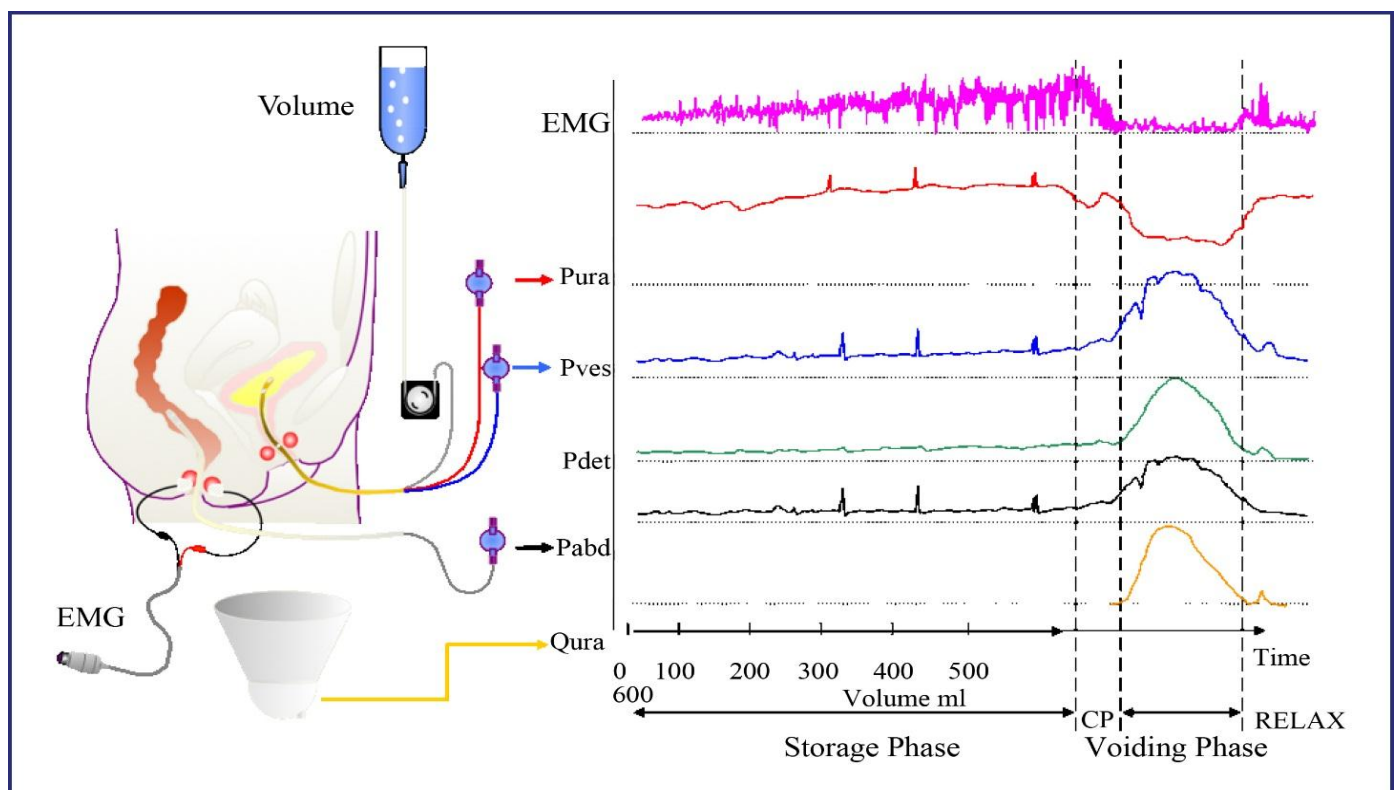 Volume
EMG
Pura
Pves
Pdet
Pabd
EMG
Qura
Time
0 100 200 300 400 500
600
Volume ml
CP
RELAX
Storage Phase
Voiding Phase